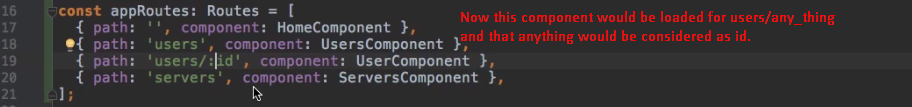 16 const appRoutes: Routes = [
Now this component would be loaded for users/any_thing
17 { path: '', component: HomeComponent },
and that anything would be considered as id.
18 { path: 'users', component: UsersComponent },
19 { path: 'users/:id', component: UserComponent },
20 { path: 'servers', component: ServersComponent },
21 ];